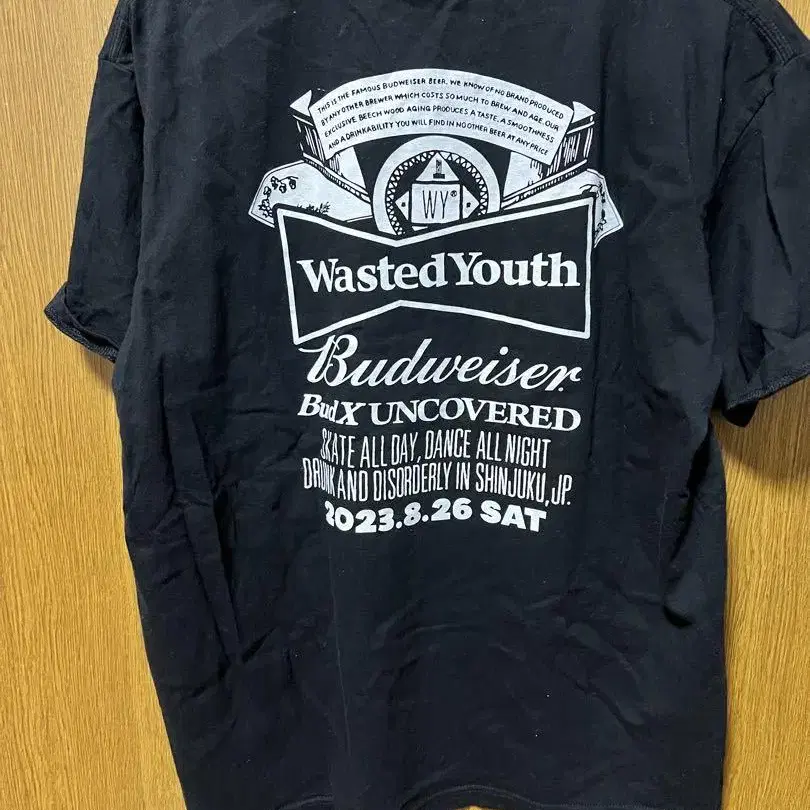 THIS IS THE FAMOUS BUDWEISER BEER. WE KNOW OF NO BRAND PRODUCED
BY ANY OTHER BREWER WHICH COSTS SO MUCH TO BREW AND AGE. OUR
EXCLUSIVE BEECH WOOD AGING PRODUCES A TASTE, A SMOOTHNESS
AND A DRINKABILITY YOU WILL FIND IN NO OTHER BEER AT ANY PRICE
WY®
Wasted Youth
Budweiser
BudX UNCOVERED
SKATE ALL DAY, DANCE ALL NIGHT
DRUNK AND DISORDERLY IN SHINJUKU, JP.
2023.8.26 SAT